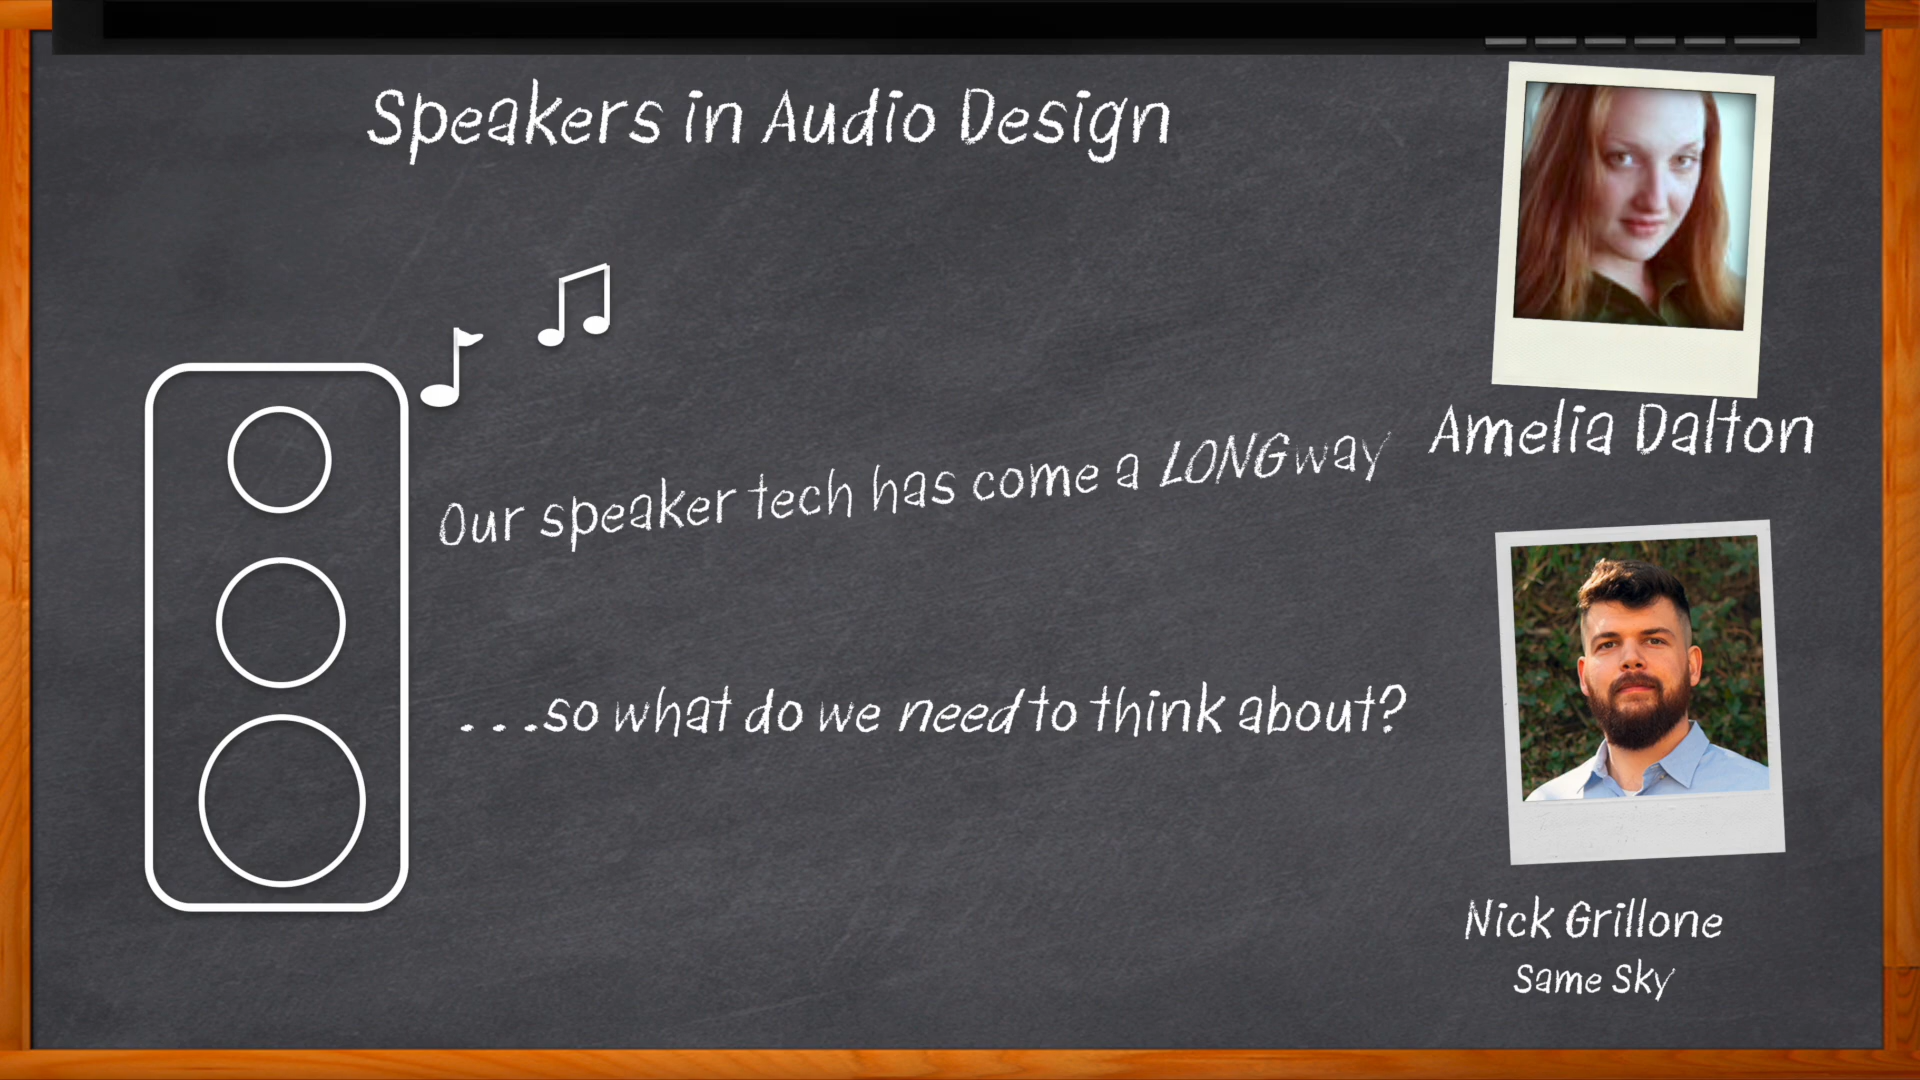 Speakers in Audio Design
Our speaker tech has come a LONG way
...so what do we need to think about?
Amelia Dalton
Nick Grillone
Same Sky